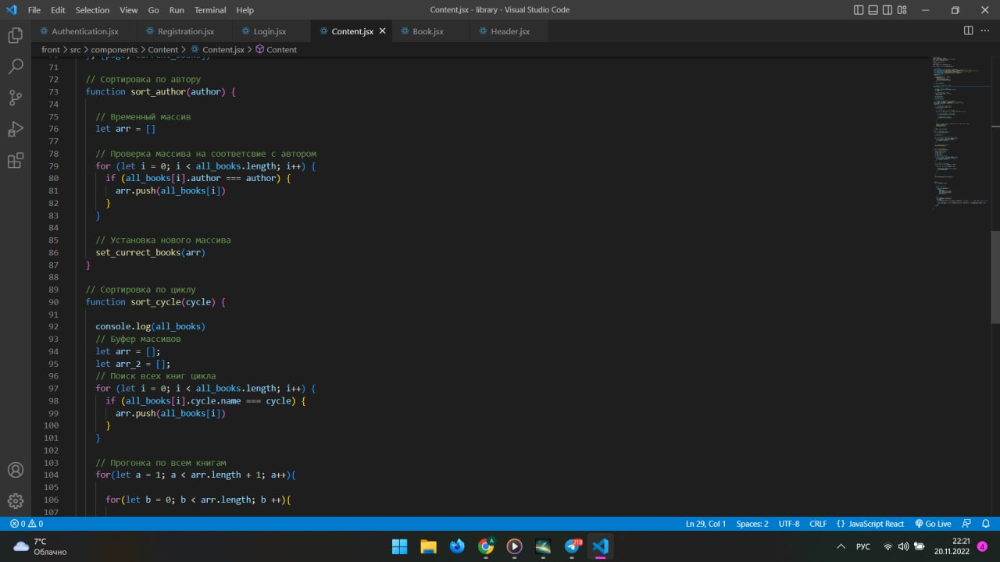 File Edit Selection View Go Run Terminal Help Content.jsx - library - Visual Studio Code
Authentication.jsx Registration.jsx Login.jsx Content.jsx Book.jsx Header.jsx
front > src > components > Content > Content.jsx > Content
71
72 // Сортировка по автору
73 function sort_author(author) {
74
75 // Временный массив
76 let arr = []
77
78 // Проверка массива на соответсвие с автором
79 for (let i = 0; i < all_books.length; i++) {
80 if (all_books[i].author === author) {
81 arr.push(all_books[i])
82 }
83 }
84
85 // Установка нового массива
86 set_currect_books(arr)
87 }
88
89 // Сортировка по циклу
90 function sort_cycle(cycle) {
91
92 console.log(all_books)
93 // Буфер массивов
94 let arr = [];
95 let arr_2 = [];
96 // Поиск всех книг цикла
97 for (let i = 0; i < all_books.length; i++) {
98 if (all_books[i].cycle.name === cycle) {
99 arr.push(all_books[i])
100 }
101 }
102
103 // Прогонка по всем книгам
104 for(let a = 1; a < arr.length + 1; a++){
105
106 for(let b = 0; b < arr.length; b ++){
107
0 0 Ln 29, Col 1 Spaces: 2 UTF-8 CRLF {} JavaScript React Go Live
7°C
Облачно
218
РУС
22:21
20.11.2022
4